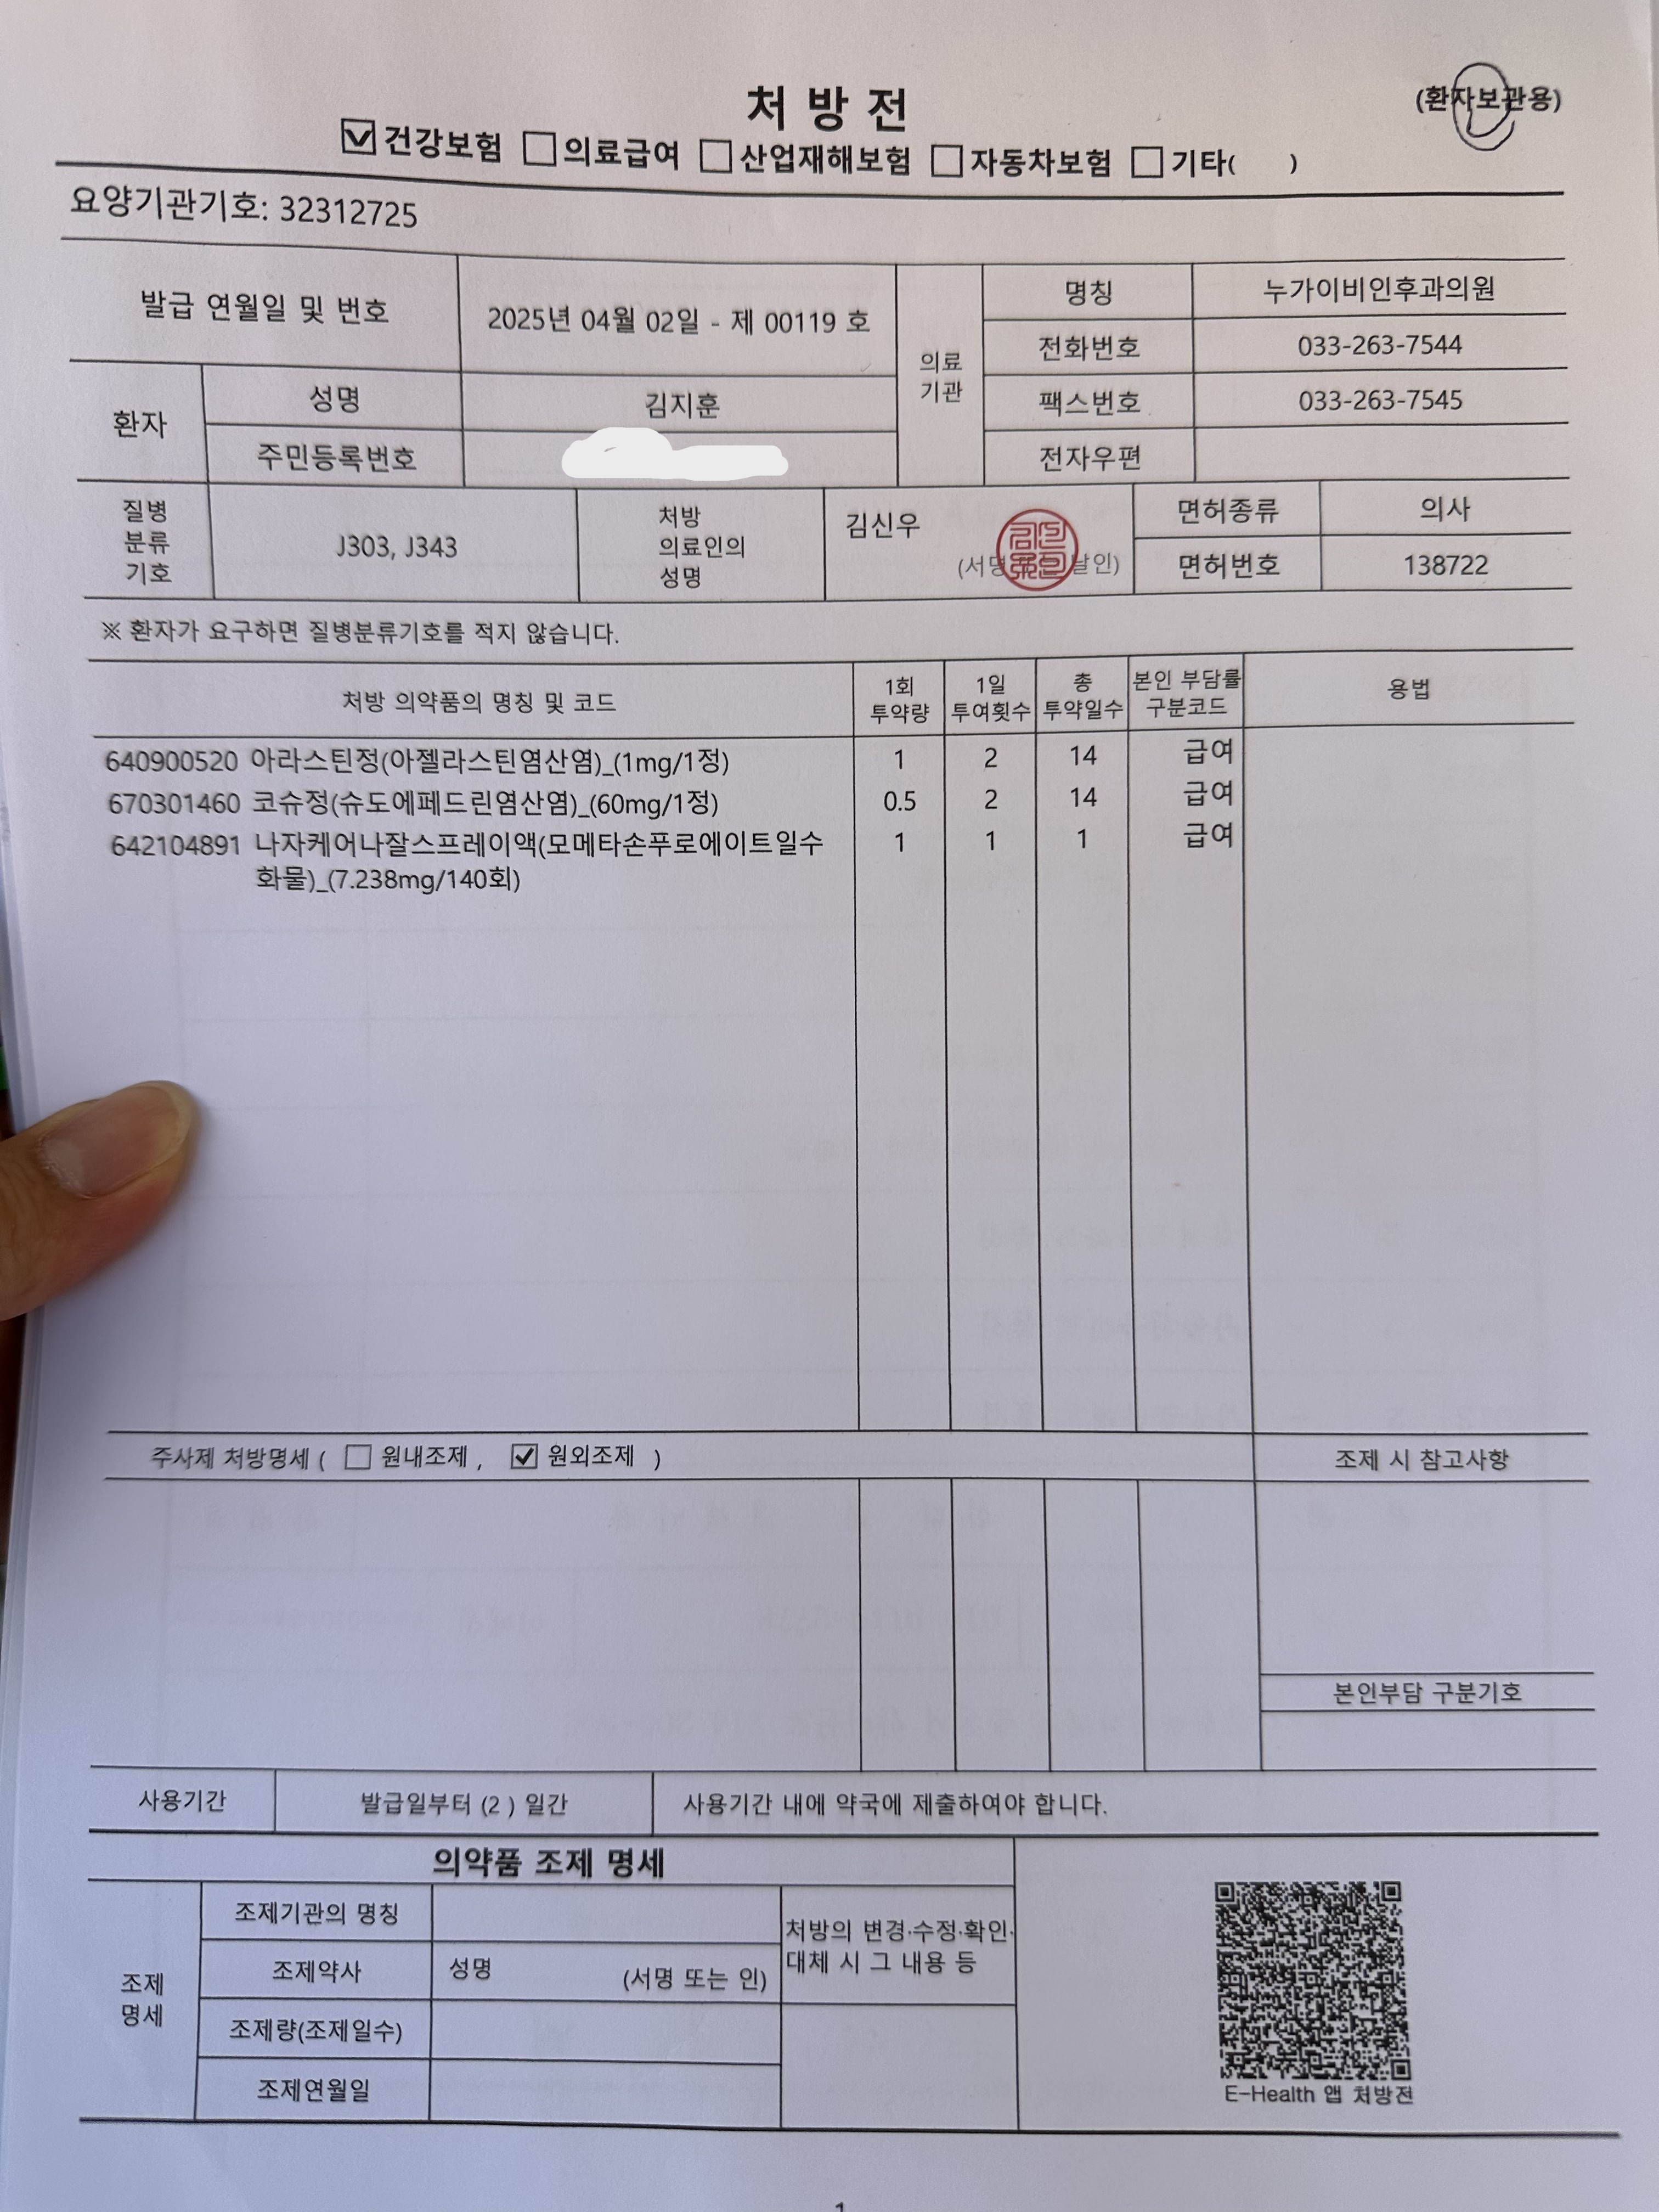 처방전
(환자보관용)
건강보험 의료급여 산업재해보험 자동차보험 기타( )
요양기관기호: 32312725
발급 연월일 및 번호
2025년 04월 02일 - 제 00119 호
환자
성명
김지훈
주민등록번호
의료
기관
명칭
누가이비인후과의원
전화번호
033-263-7544
팩스번호
033-263-7545
전자우편
질병
분류
기호
J303, J343
처방
의료인의
성명
김신우
(서명 날인)
면허종류
의사
면허번호
138722
※ 환자가 요구하면 질병분류기호를 적지 않습니다.
처방 의약품의 명칭 및 코드
1회
투약량
1일
투여횟수
총
투약일수
본인 부담률
구분코드
용법
640900520 아라스틴정(아젤라스틴염산염)_(1mg/1정) 1 2 14 급여
670301460 코슈정(슈도에페드린염산염)_(60mg/1정) 0.5 2 14 급여
642104891 나자케어나잘스프레이액(모메타손푸로에이트일수 1 1 1 급여
화물)_(7.238mg/140회)
주사제 처방명세 ( 원내조제 , 원외조제 )
조제 시 참고사항
본인부담 구분기호
사용기간
발급일부터 (2 ) 일간
사용기간 내에 약국에 제출하여야 합니다.
의약품 조제 명세
조제
명세
조제기관의 명칭
조제약사
성명 (서명 또는 인)
조제량(조제일수)
조제연월일
처방의 변경·수정·확인·
대체 시 그 내용 등
E-Health 앱 처방전
1